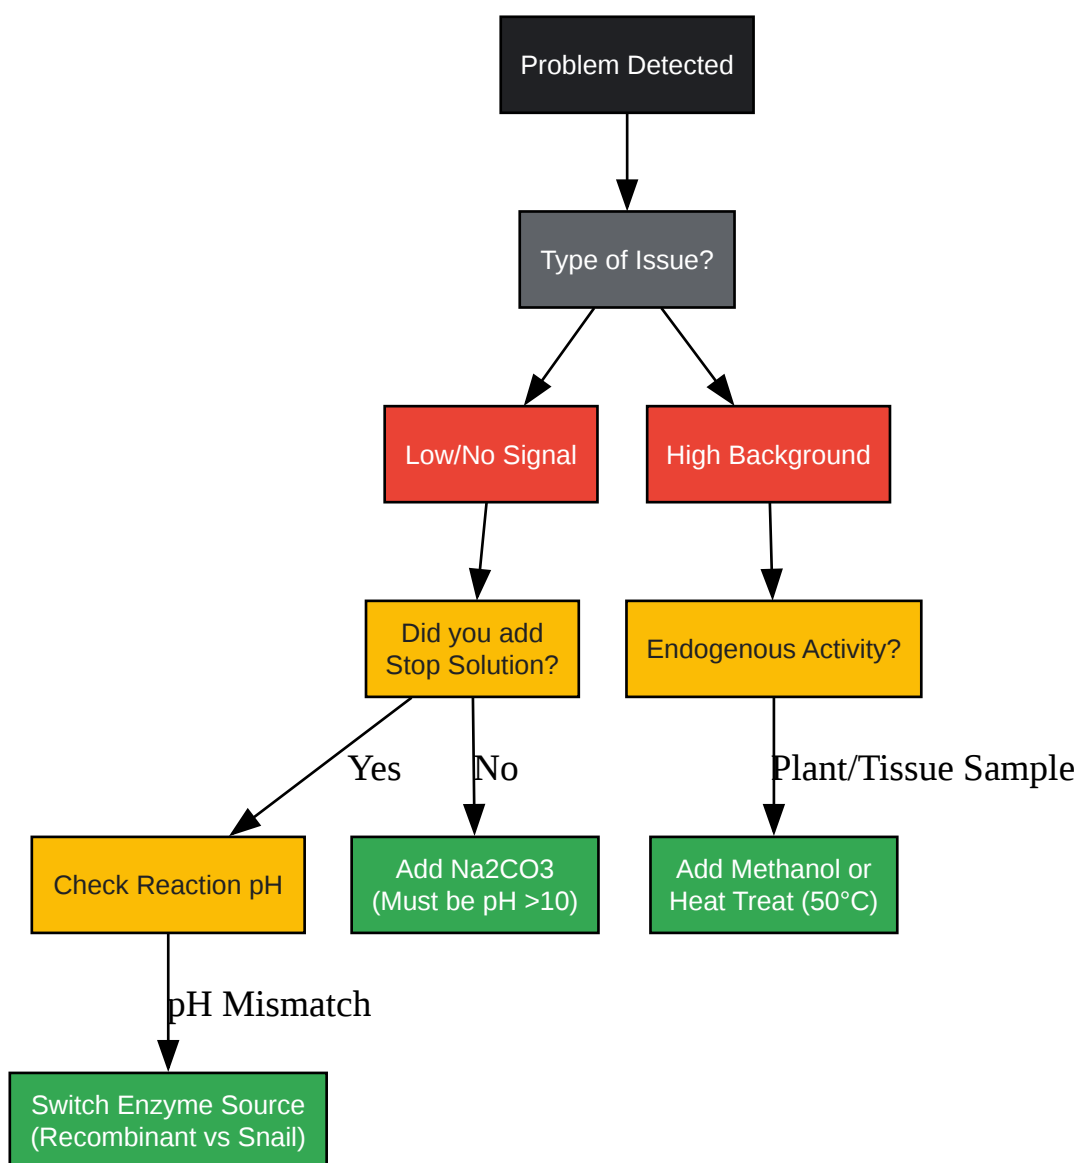 Problem Detected
Type of Issue?
Low/No Signal
High Background
Did you add
Stop Solution?
Endogenous Activity?
Yes
No
Plant/Tissue Sample
Check Reaction pH
Add Na2CO3
(Must be pH >10)
Add Methanol or
Heat Treat (50°C)
pH Mismatch
Switch Enzyme Source
(Recombinant vs Snail)